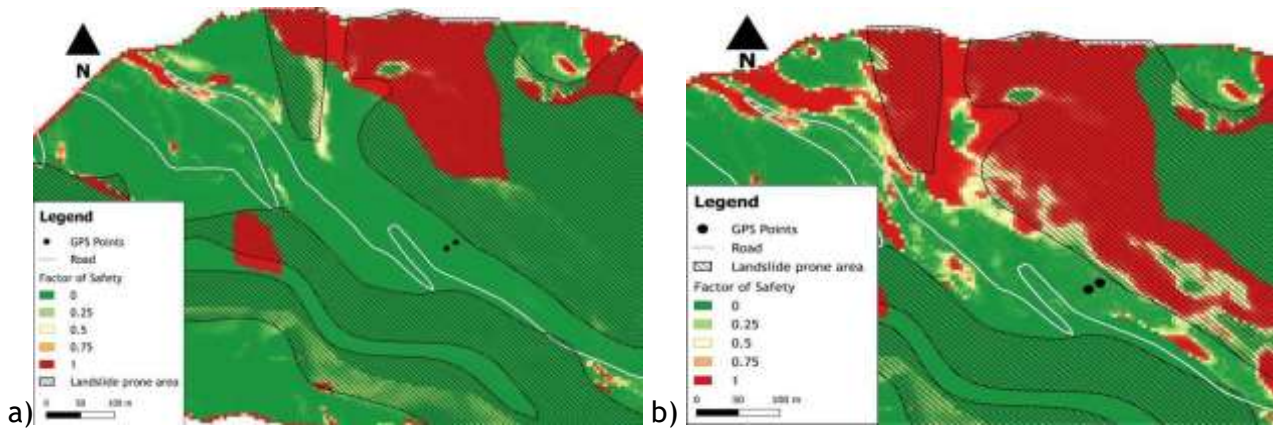 N
Legend
GPS Points
Road
Factor of Safety
0
0.25
0.5
0.75
1
Landslide prone area
0 50 100 m
a)
N
Legend
GPS Points
Road
Landslide prone area
Factor of Safety
0
0.25
0.5
0.75
1
0 50 100 m
b)